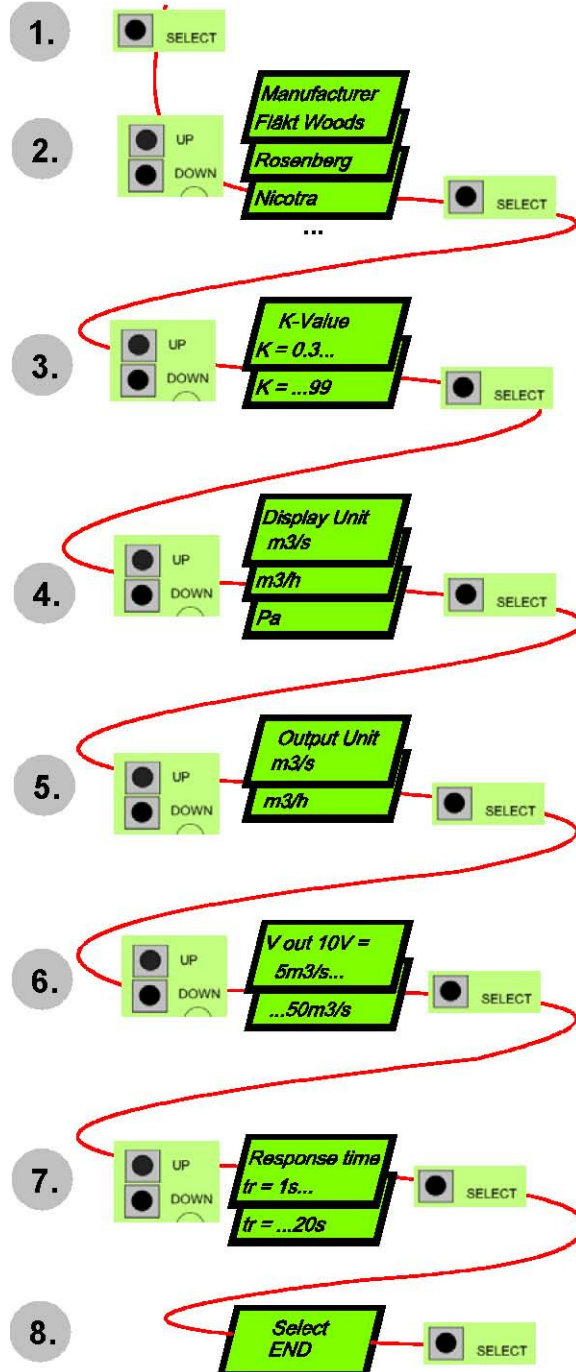 1.
SELECT
2.
UP
DOWN
Manufacturer
Fläkt Woods
Rosenberg
Nicotra
...
SELECT
3.
UP
DOWN
K-Value
K = 0.3...
K = ...99
SELECT
4.
UP
DOWN
Display Unit
m3/s
m3/h
Pa
SELECT
5.
UP
DOWN
Output Unit
m3/s
m3/h
SELECT
6.
UP
DOWN
V out 10V =
5m3/s...
...50m3/s
SELECT
7.
UP
DOWN
Response time
tr = 1s...
tr = ...20s
SELECT
8.
Select
END
SELECT